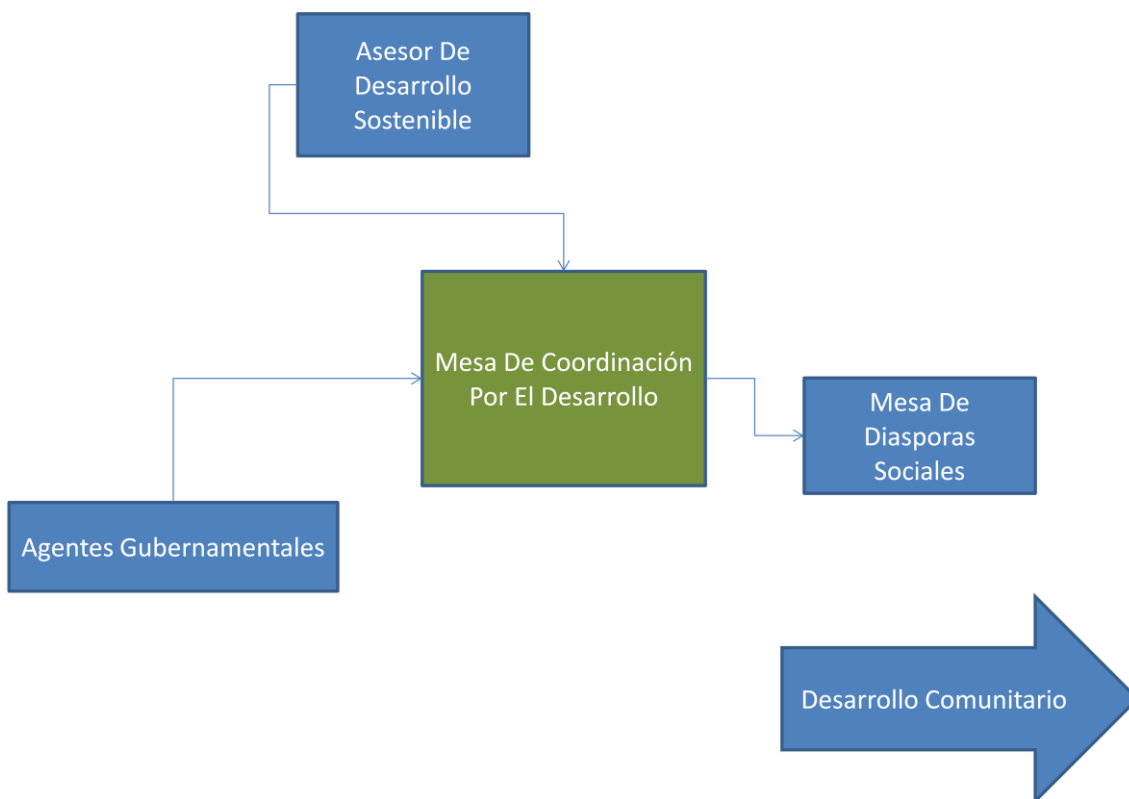 Asesor De
Desarrollo
Sostenible
Mesa De Coordinación
Por El Desarrollo
Mesa De
Diasporas
Sociales
Agentes Gubernamentales
Desarrollo Comunitario